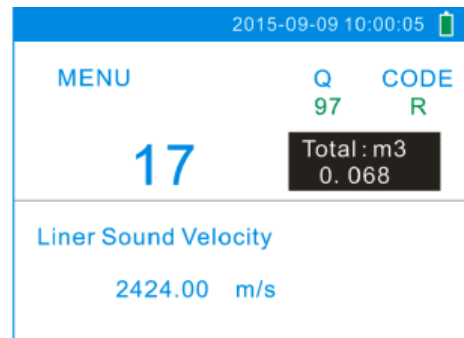 2015-09-09 10:00:05
MENU Q CODE
97 R
17
Total : m3
0. 068
Liner Sound Velocity
2424.00 m/s